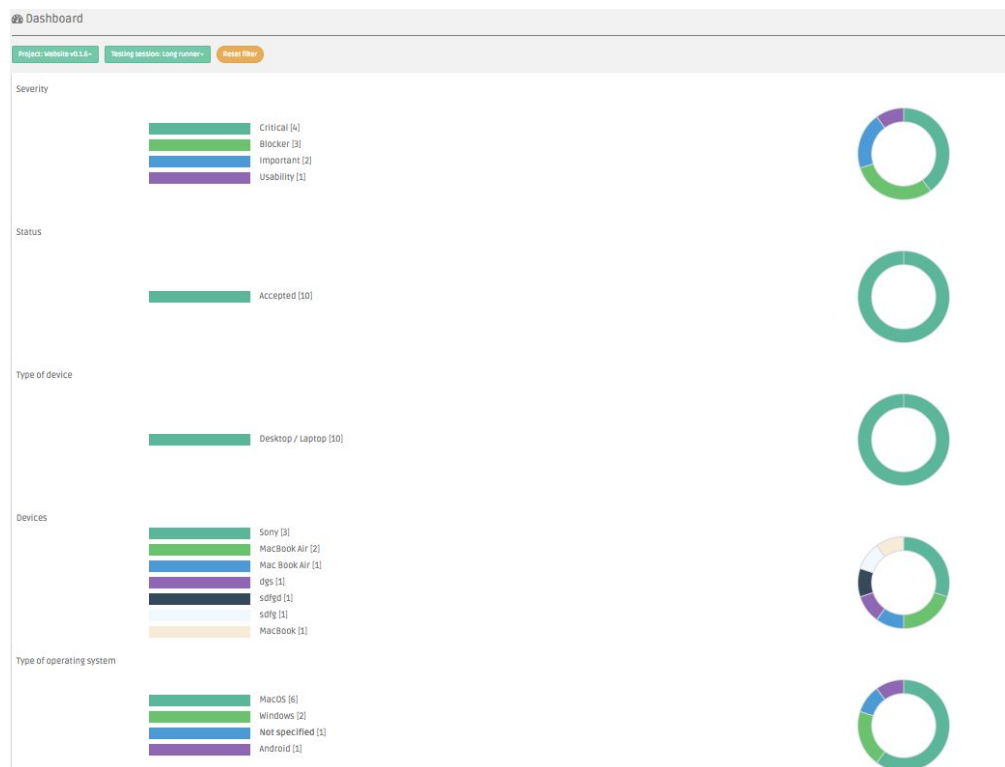 Dashboard
Project: Website v0.1.6
Testing session: Long runner
Reset filter
Severity
Critical [4]
Blocker [3]
Important [2]
Usability [1]
Status
Accepted [10]
Type of device
Desktop / Laptop [10]
Devices
Sony [3]
MacBook Air [2]
Mac Book Air [1]
dgs [1]
sdfgd [1]
sdfg [1]
MacBook [1]
Type of operating system
MacOS [6]
Windows [2]
Not specified [1]
Android [1]